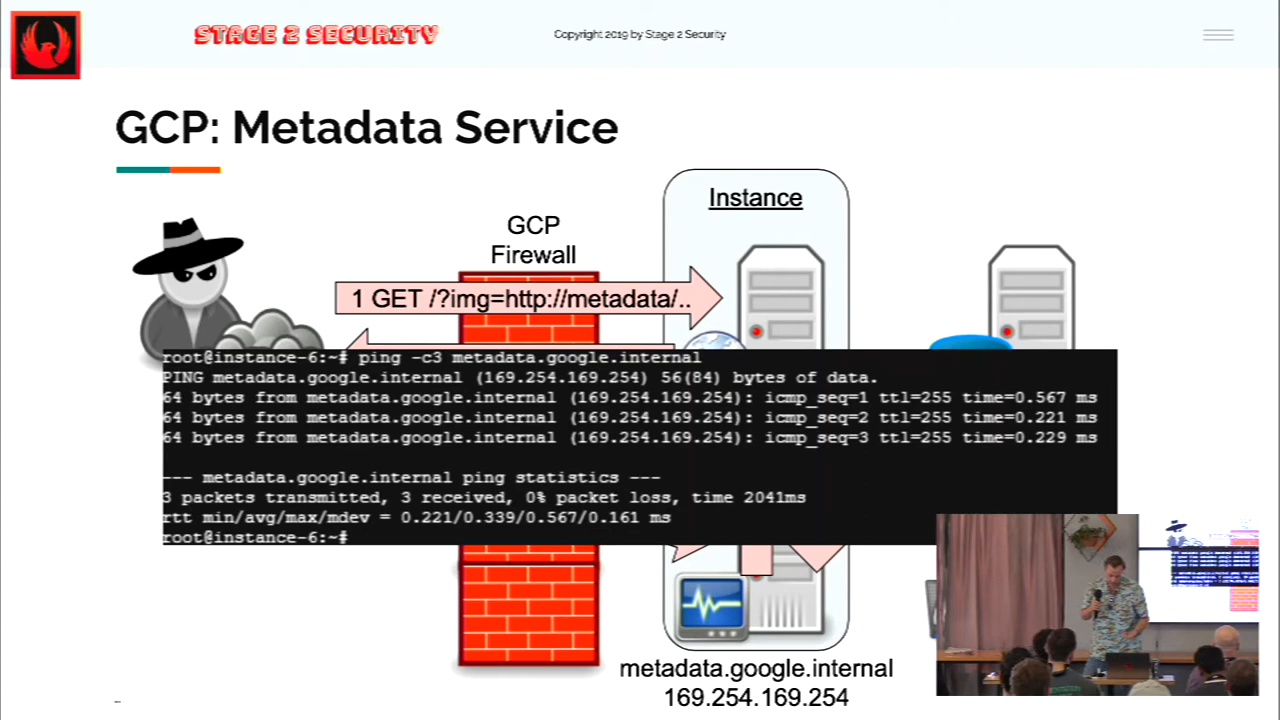 STAGE 2 SECURITY
Copyright 2019 by Stage 2 Security
GCP: Metadata Service
Instance
GCP
Firewall
1 GET /?img=http://metadata/..
root@instance-6:~# ping -c3 metadata.google.internal
PING metadata.google.internal (169.254.169.254) 56(84) bytes of data.
64 bytes from metadata.google.internal (169.254.169.254): icmp_seq=1 ttl=255 time=0.567 ms
64 bytes from metadata.google.internal (169.254.169.254): icmp_seq=2 ttl=255 time=0.221 ms
64 bytes from metadata.google.internal (169.254.169.254): icmp_seq=3 ttl=255 time=0.229 ms
--- metadata.google.internal ping statistics ---
3 packets transmitted, 3 received, 0% packet loss, time 2041ms
rtt min/avg/max/mdev = 0.221/0.339/0.567/0.161 ms
root@instance-6:~#
metadata.google.internal
169.254.169.254